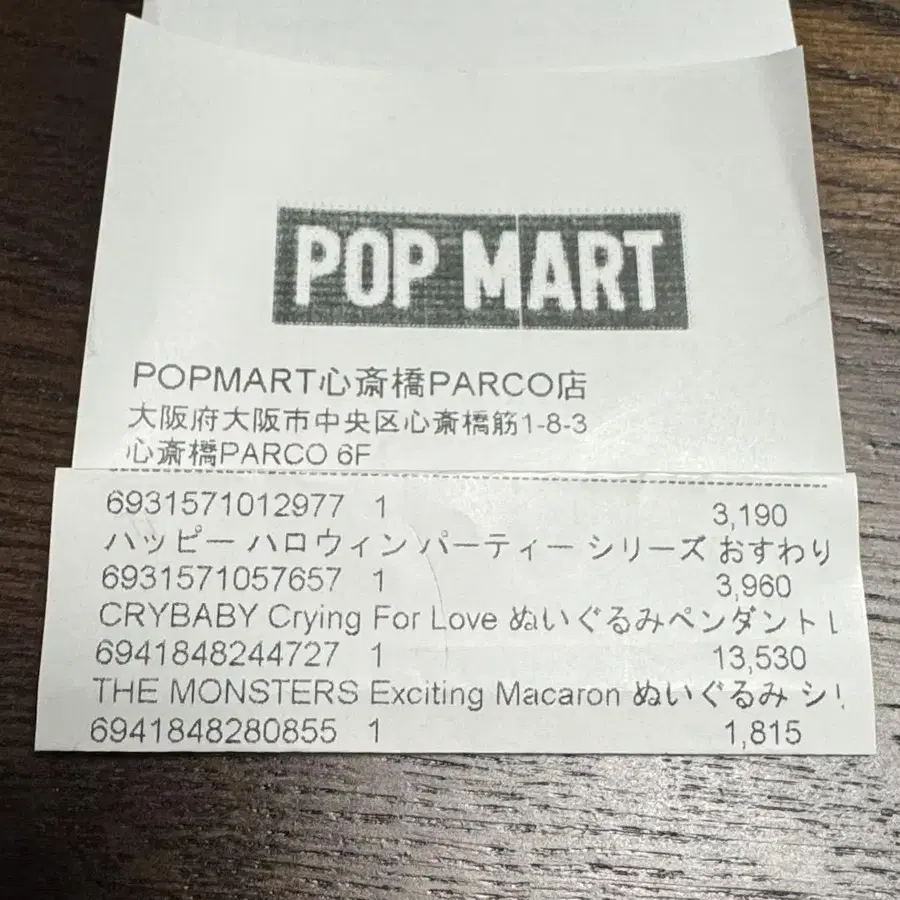 POP MART
POPMART心斎橋PARCO店
大阪府大阪市中央区心斎橋筋1-8-3
心斎橋PARCO 6F
6931571012977 1 3,190
ハッピー ハロウィン パーティー シリーズ おすわり
6931571057657 1 3,960
CRYBABY Crying For Love ぬいぐるみペンダント
6941848244727 1 13,530
THE MONSTERS Exciting Macaron ぬいぐるみ シ
6941848280855 1 1,815